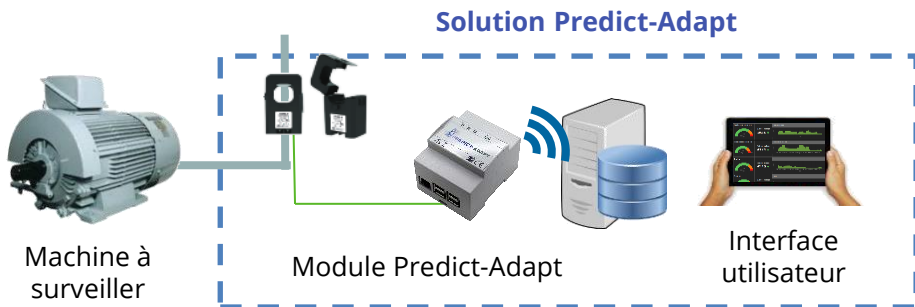 Solution Predict-Adapt
Machine à
surveiller
Module Predict-Adapt
Interface
utilisateur